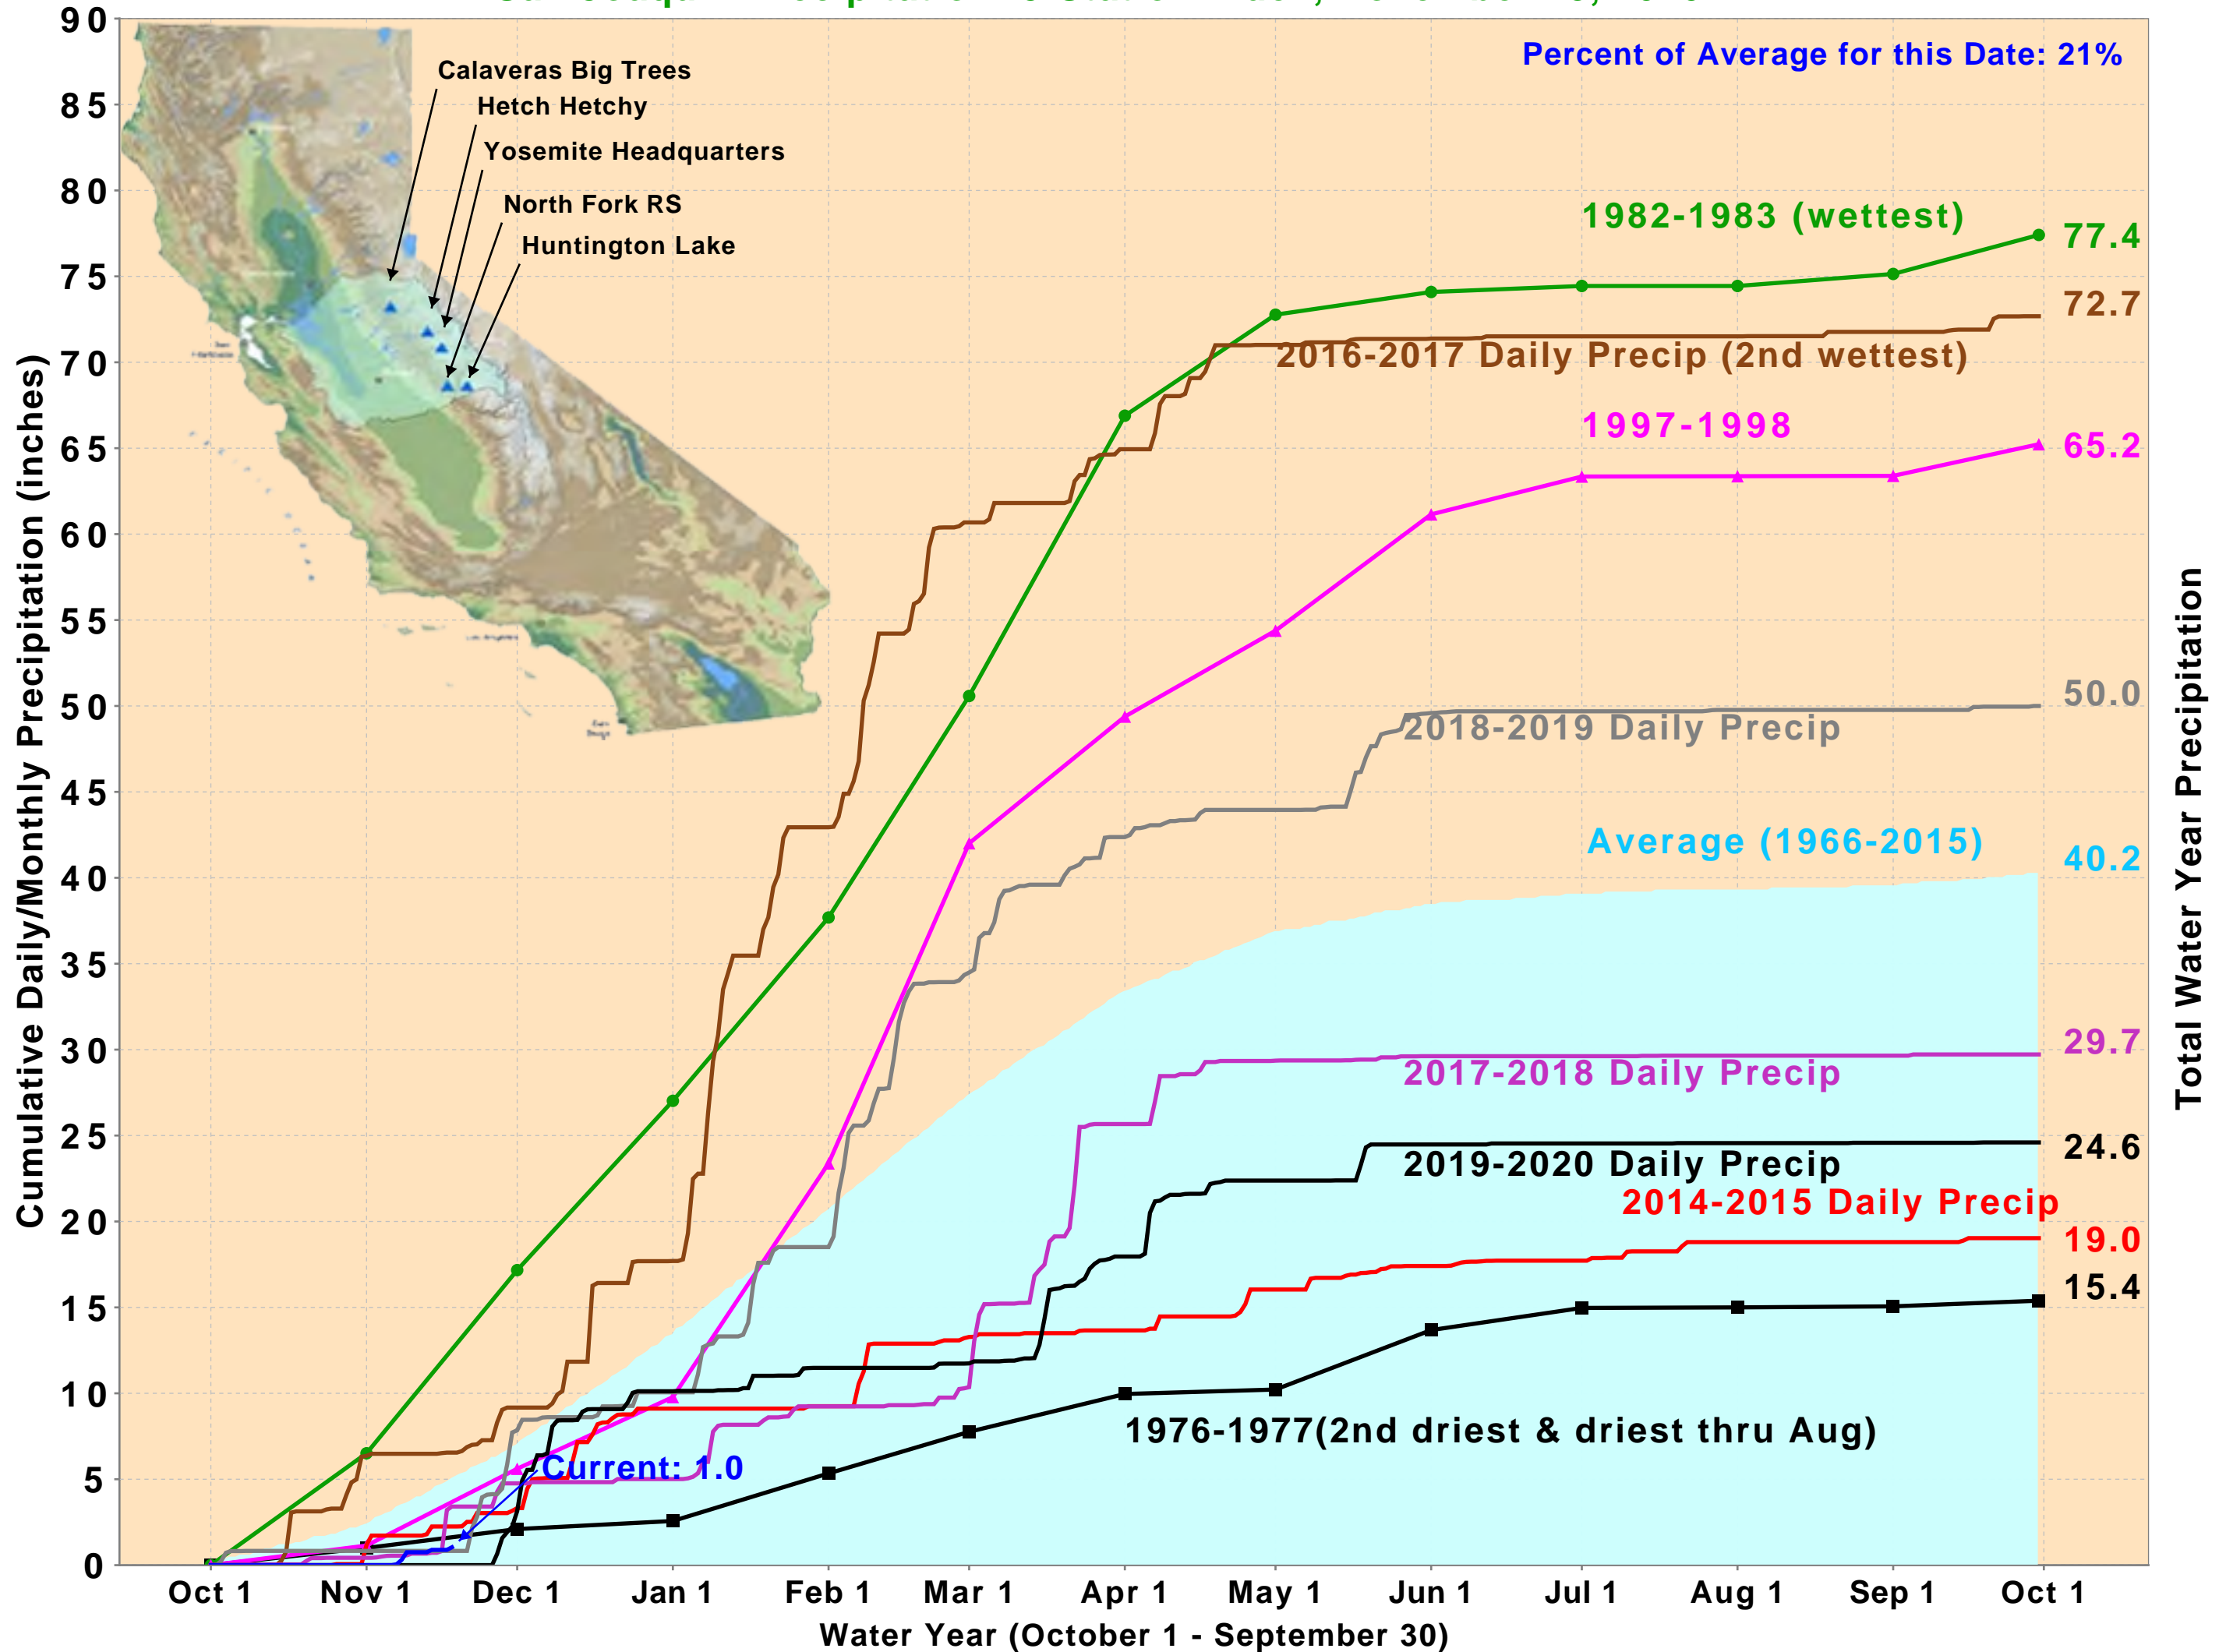 Percent of Average for this Date: 21%
Calaveras Big Trees
Hetch Hetchy
Yosemite Headquarters
North Fork RS
Huntington Lake
1982-1983 (wettest)
77.4
72.7
2016-2017 Daily Precip (2nd wettest)
1997-1998
65.2
50.0
2018-2019 Daily Precip
Average (1966-2015)
40.2
29.7
2017-2018 Daily Precip
24.6
2019-2020 Daily Precip
2014-2015 Daily Precip
19.0
15.4
1976-1977(2nd driest & driest thru Aug)
Current: 1.0
Cumulative Daily/Monthly Precipitation (inches)
90
85
80
75
70
65
60
55
50
45
40
35
30
25
20
15
10
5
0
Total Water Year Precipitation
Oct 1 Nov 1 Dec 1 Jan 1 Feb 1 Mar 1 Apr 1 May 1 Jun 1 Jul 1 Aug 1 Sep 1 Oct 1
Water Year (October 1 - September 30)